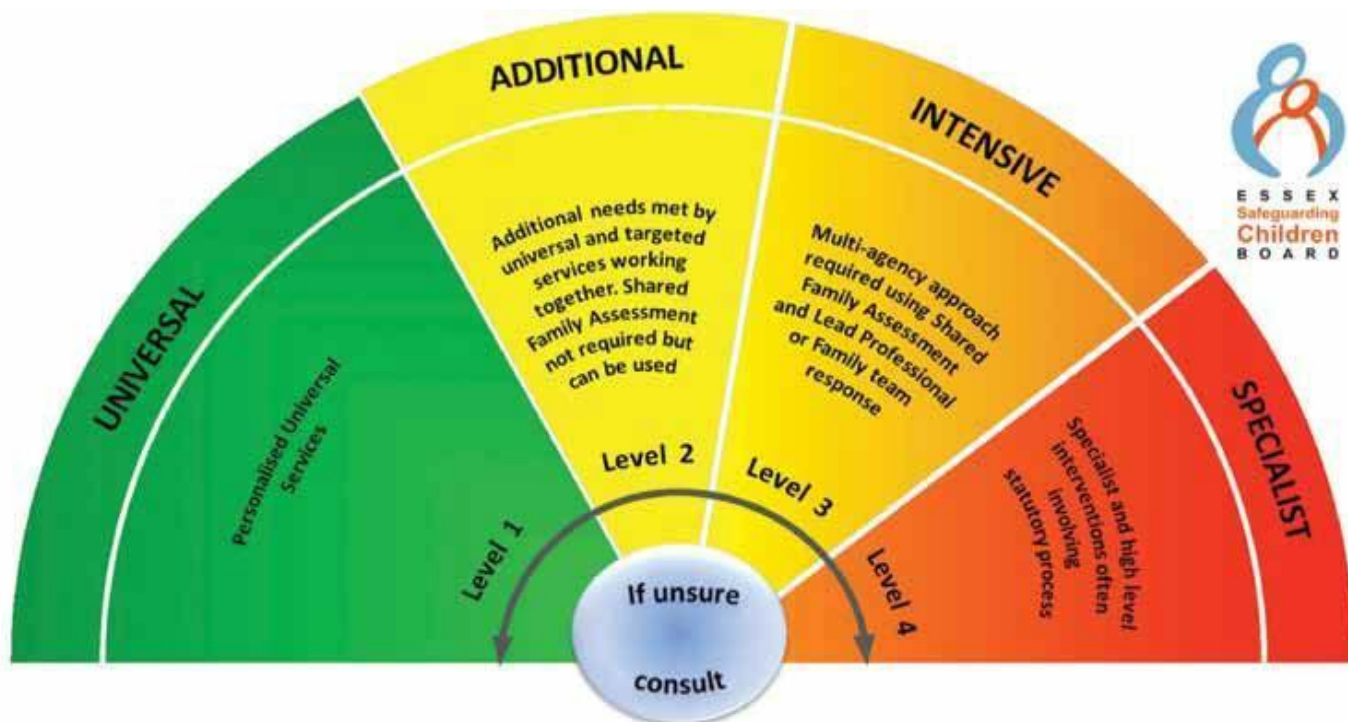 UNIVERSAL
Personalised Universal
Services
Level 1
ADDITIONAL
Additional needs met by
universal and targeted
services working
together. Shared
Family Assessment
not required but
can be used
Level 2
INTENSIVE
Multi-agency approach
required using Shared
Family Assessment
and Lead Professional
or Family team
response
Level 3
SPECIALIST
Specialist and high level
interventions often
involving
statutory process
Level 4
If unsure
consult
ESSEX
Safeguarding
Children
BOARD